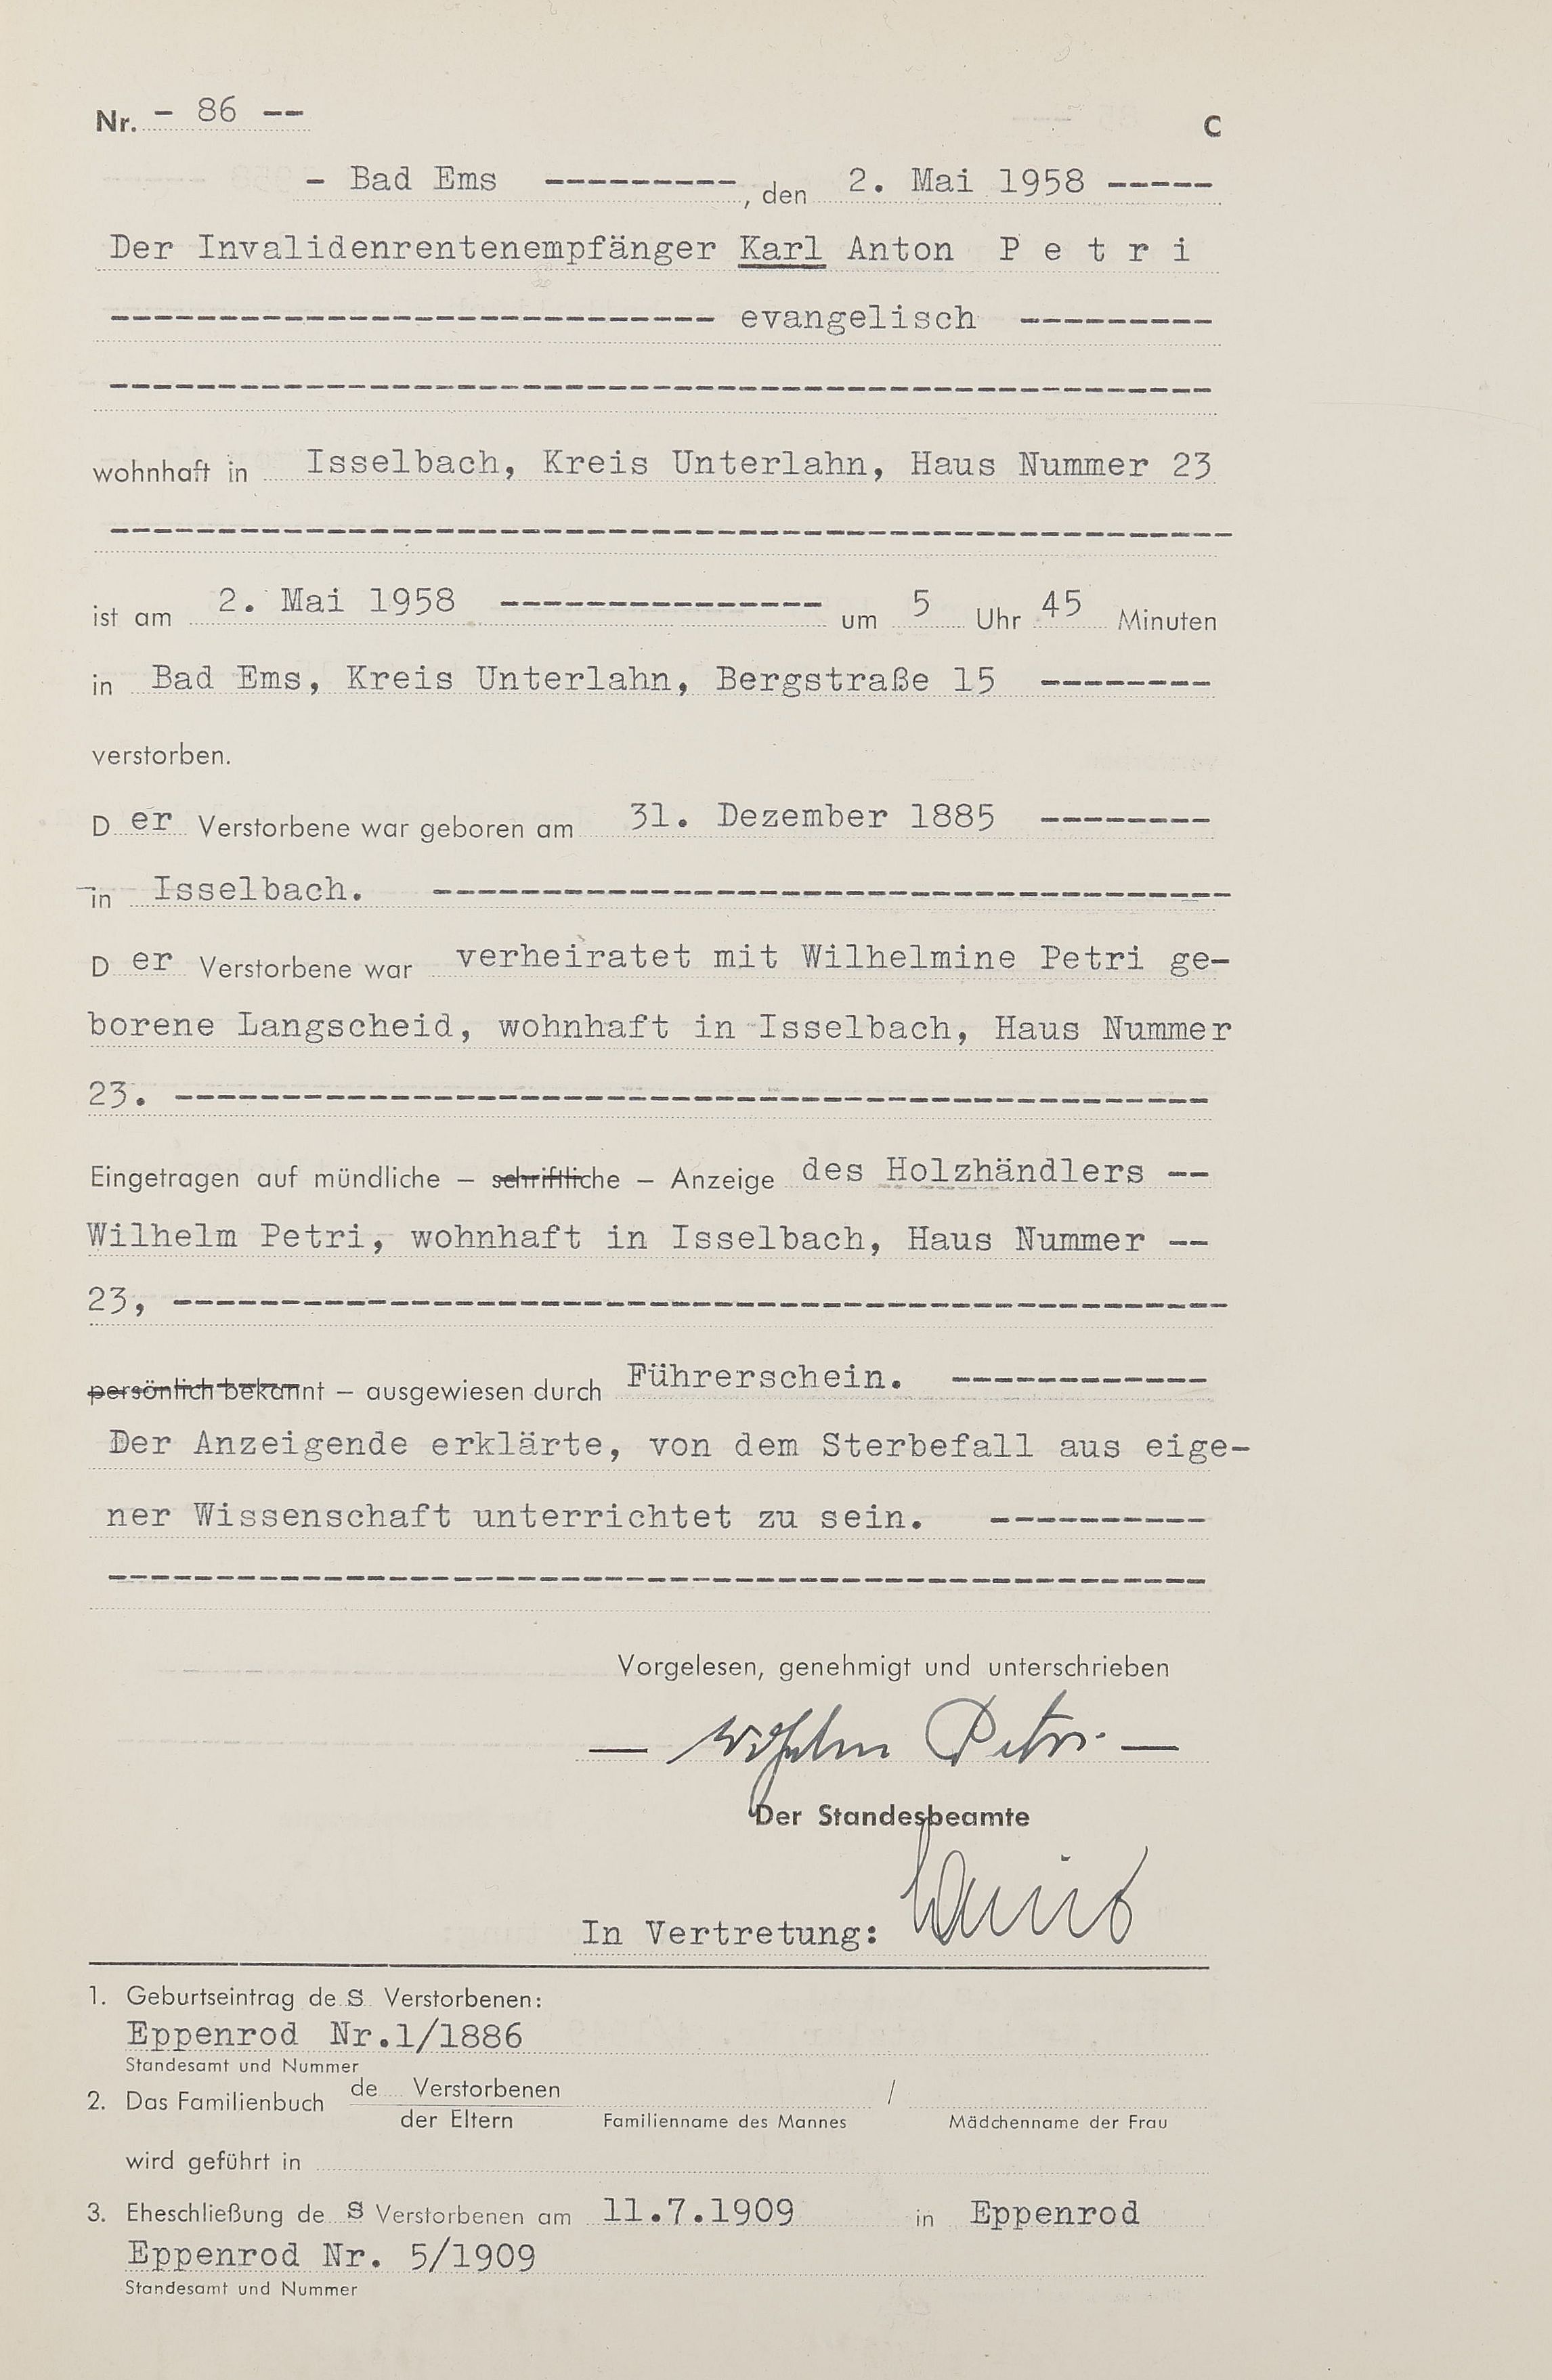 Nr. - 86 --
C
- Bad Ems ---------, den 2. Mai 1958 -----
Der Invalidenrentenempfänger Karl Anton P e t r i
---------------------------- evangelisch ---------
---------------------------------------------------
wohnhaft in Isselbach, Kreis Unterlahn, Haus Nummer 23
----------------------------------------------------
ist am 2. Mai 1958 --------------- um 5 Uhr 45 Minuten
in Bad Ems, Kreis Unterlahn, Bergstraße 15 --------
verstorben.
D er Verstorbene war geboren am 31. Dezember 1885 --------
in Isselbach. -------------------------------------
D er Verstorbene war verheiratet mit Wilhelmine Petri ge-
borene Langscheid, wohnhaft in Isselbach, Haus Nummer
23. ------------------------------------------------
Eingetragen auf mündliche – schriftliche – Anzeige des Holzhändlers --
Wilhelm Petri, wohnhaft in Isselbach, Haus Nummer --
23, -------------------------------------------------
persönlich bekannt – ausgewiesen durch Führerschein. ------------
Der Anzeigende erklärte, von dem Sterbefall aus eige-
ner Wissenschaft unterrichtet zu sein. ----------
---------------------------------------------------
Vorgelesen, genehmigt und unterschrieben
— Wilhelm Petri —
Der Standesbeamte
In Vertretung:
1. Geburtseintrag de s Verstorbenen:
Eppenrod Nr.1/1886
Standesamt und Nummer
2. Das Familienbuch de Verstorbenen /
der Eltern Familienname des Mannes Mädchenname der Frau
wird geführt in
3. Eheschließung de s Verstorbenen am 11.7.1909 in Eppenrod
Eppenrod Nr. 5/1909
Standesamt und Nummer